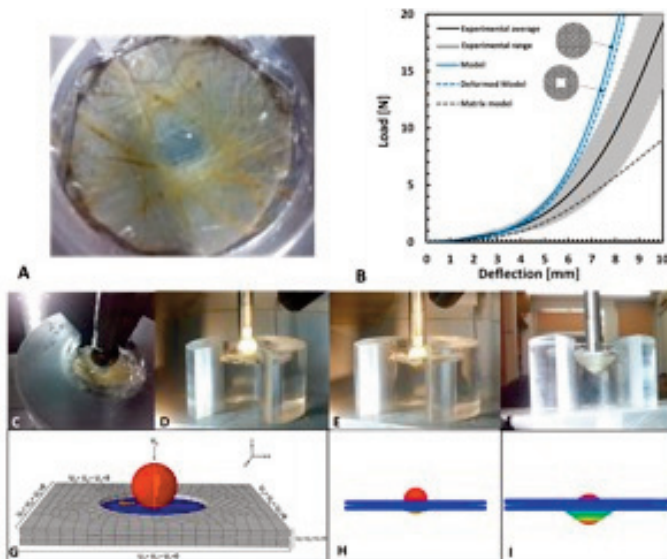 A
B
Load [N]
20
15
10
5
0
Experimental average
Experimental range
Model
Deformed Model
Matrix model
0 1 2 3 4 5 6 7 8 9 10
Deflection [mm]
C
D
E
G
H
I